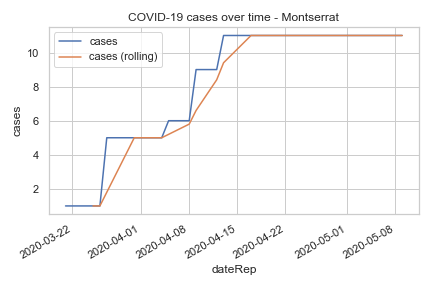 COVID-19 cases over time - Montserrat
cases
cases (rolling)
10
8
6
4
2
cases
2020-03-22
2020-04-01
2020-04-08
2020-04-15
2020-04-22
2020-05-01
2020-05-08
dateRep